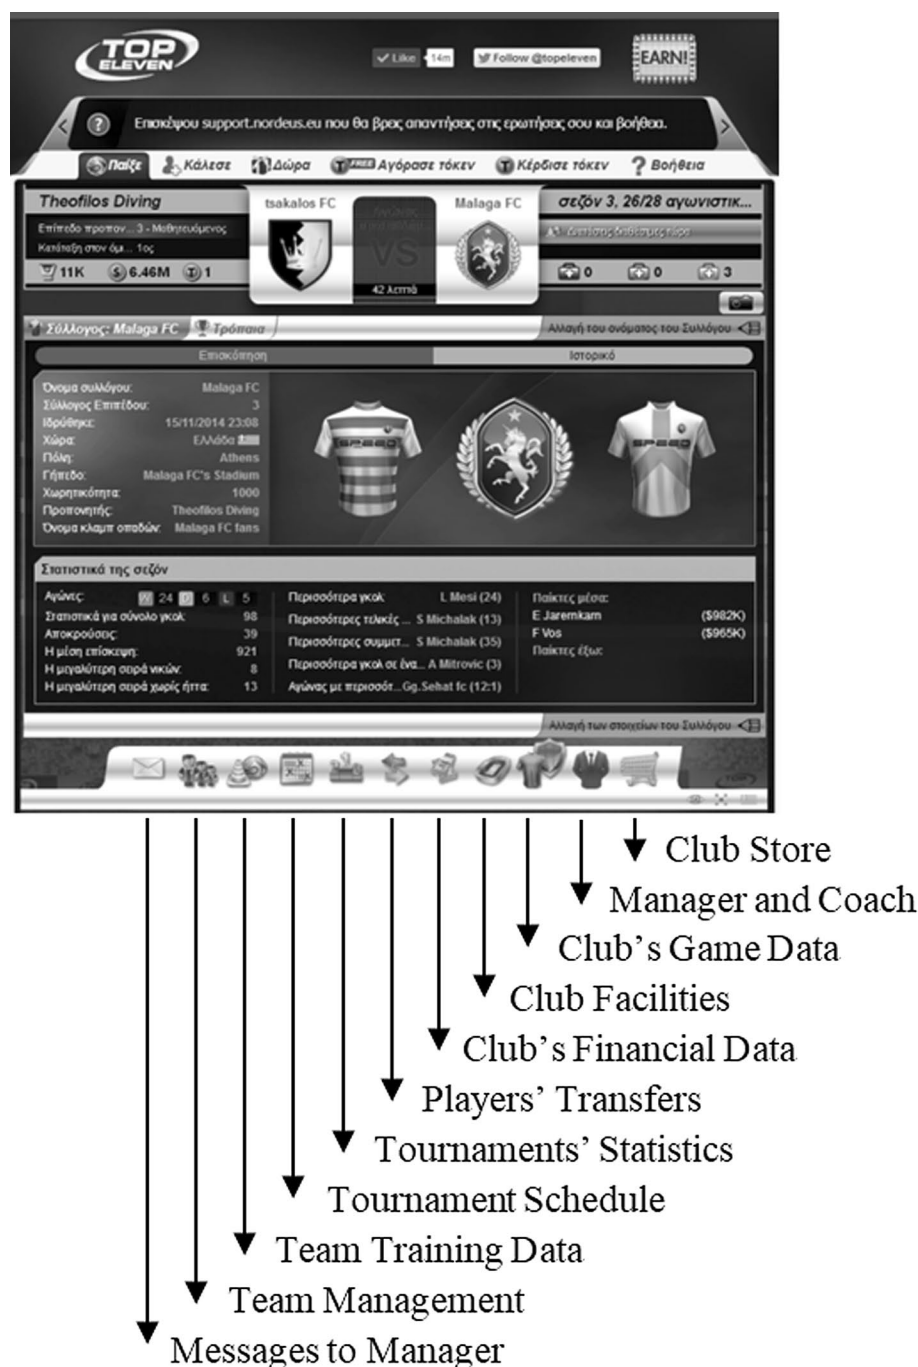 TOP
ELEVEN
Like 14m
Follow @topeleven
EARN!
Επισκέψου support.nordeus.eu που θα βρεις απαντήσεις στις ερωτήσεις σου και βοήθεια.
Παίξε Κάλεσε Δώρα FREE Αγόρασε τόκεν Κέρδισε τόκεν Βοήθεια
Theofilos Diving
tsakalos FC
Malaga FC
σεζόν 3, 26/28 αγωνιστικ...
Επίπεδο προπον... 3 - Μαθητευόμενος
Κατάταξη στον όμι... 1ος
VS
42 λεπτά
11K 6.46M 1
0 0 3
Σύλλογος: Malaga FC Τρόπαια
Αλλαγή του ονόματος του Συλλόγου
Επισκόπηση
Ιστορικό
Όνομα συλλόγου: Malaga FC
Σύλλογος Επιπέδου: 3
Ιδρύθηκε: 15/11/2014 23:08
Χώρα: Ελλάδα
Πόλη: Athens
Γήπεδο: Malaga FC's Stadium
Χωρητικότητα: 1000
Προπονητής: Theofilos Diving
Όνομα κλαμπ οπαδών: Malaga FC fans
SPEED
SPEED
Στατιστικά της σεζόν
Αγώνες: W 24 D 6 L 5
Στατιστικά για σύνολο γκολ: 98
Αποκρούσεις: 39
Η μέση επίσκεψη: 921
Η μεγαλύτερη σειρά νικών: 8
Η μεγαλύτερη σειρά χωρίς ήττα: 13
Περισσότερα γκολ: L Mesi (24)
Περισσότερες τελικές ... S Michalak (13)
Περισσότερες συμμετ... S Michalak (35)
Περισσότερα γκολ σε ένα... A Mitrovic (3)
Αγώνας με περισσότ...Gg.Sehat fc (12:1)
Παίκτες μέσα:
E Jaremkam ($982K)
F Vos ($965K)
Παίκτες έξω:
Αλλαγή των στοιχείων του Συλλόγου
Club Store
Manager and Coach
Club's Game Data
Club Facilities
Club's Financial Data
Players' Transfers
Tournaments' Statistics
Tournament Schedule
Team Training Data
Team Management
Messages to Manager